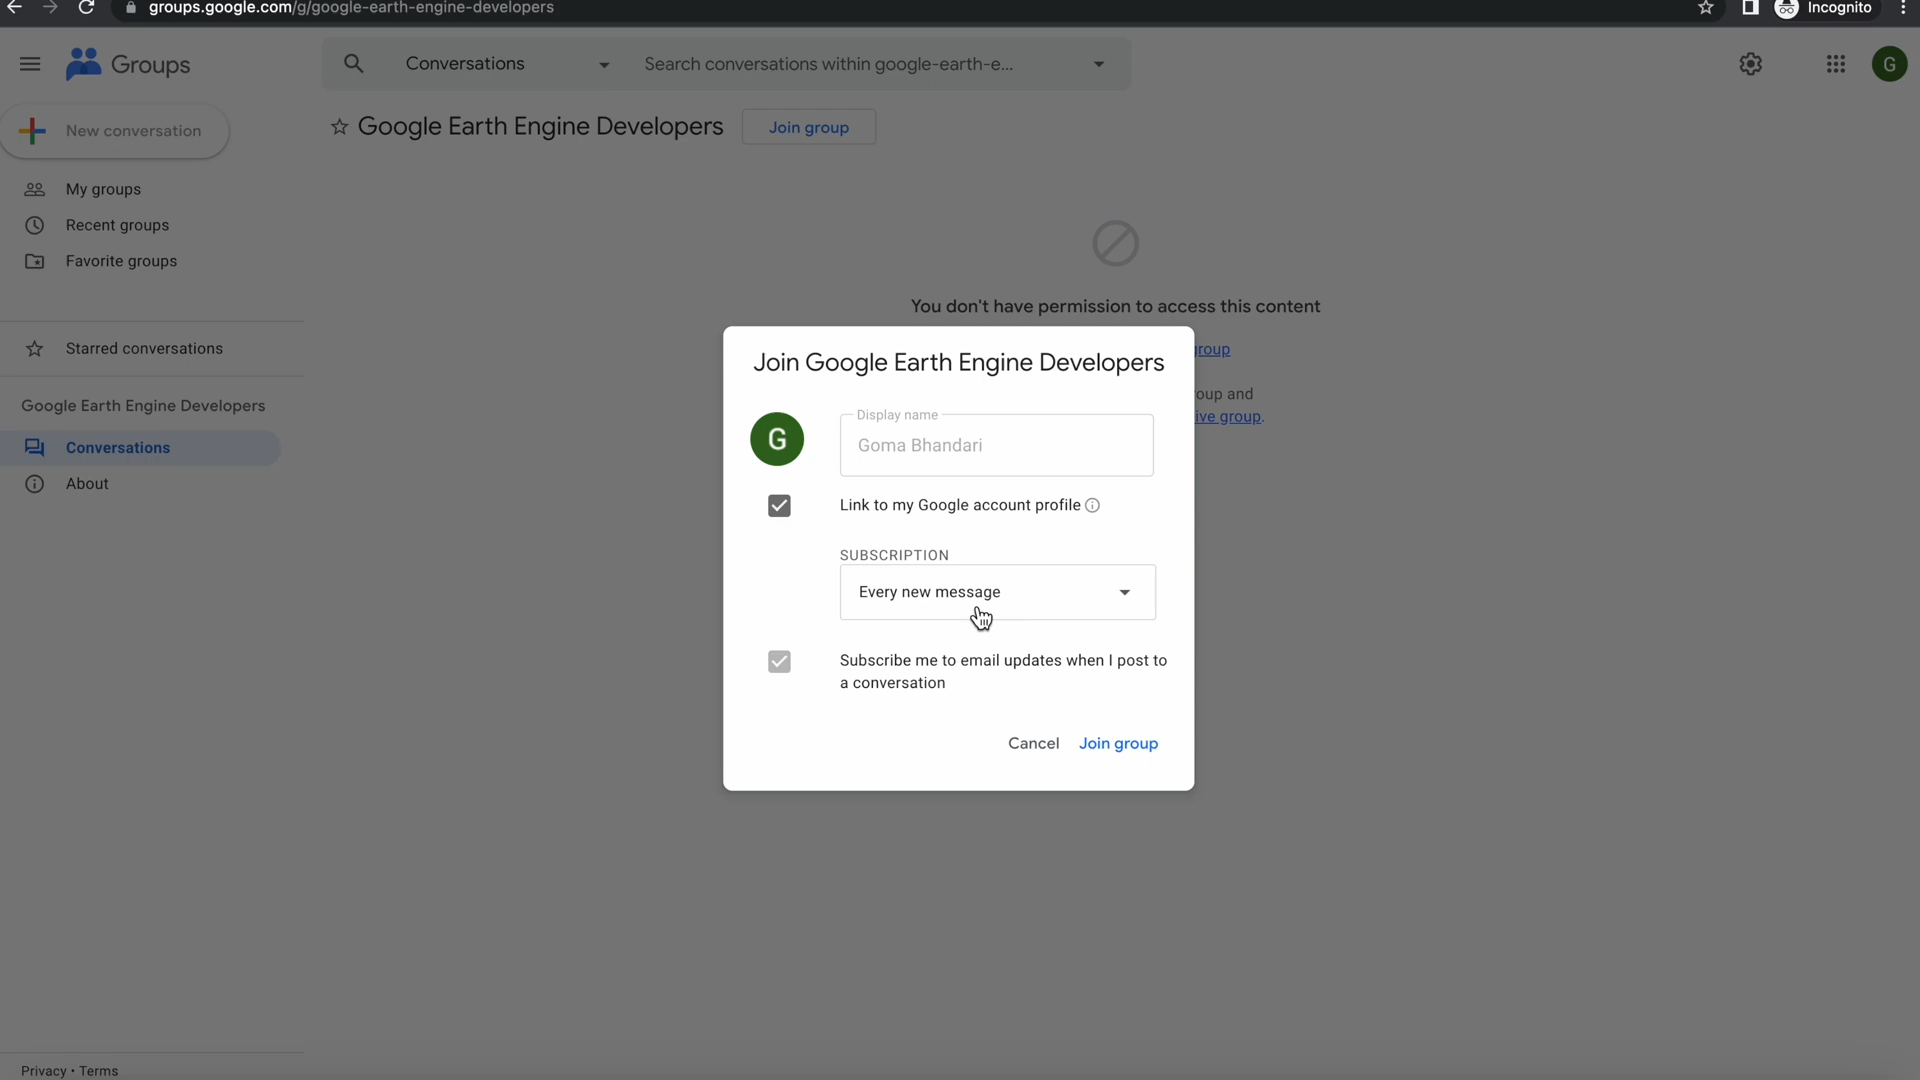 groups.google.com/g/google-earth-engine-developers
Incognito
Groups
Conversations
Search conversations within google-earth-e...
G
New conversation
Google Earth Engine Developers
Join group
My groups
Recent groups
Favorite groups
You don't have permission to access this content
group
Starred conversations
Join Google Earth Engine Developers
Google Earth Engine Developers
Display name
G
Goma Bhandari
Conversations
About
Link to my Google account profile
SUBSCRIPTION
Every new message
Subscribe me to email updates when I post to
a conversation
Cancel
Join group
Privacy • Terms